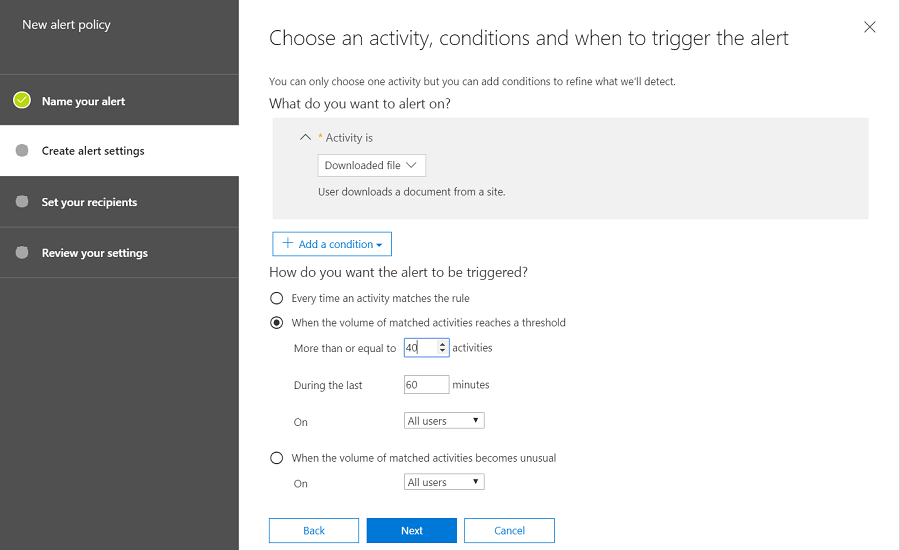 New alert policy
Name your alert
Create alert settings
Set your recipients
Review your settings
Choose an activity, conditions and when to trigger the alert
You can only choose one activity but you can add conditions to refine what we'll detect.
What do you want to alert on?
* Activity is
Downloaded file
User downloads a document from a site.
+ Add a condition
How do you want the alert to be triggered?
Every time an activity matches the rule
When the volume of matched activities reaches a threshold
More than or equal to 40 activities
During the last 60 minutes
On All users
When the volume of matched activities becomes unusual
On All users
Back Next Cancel